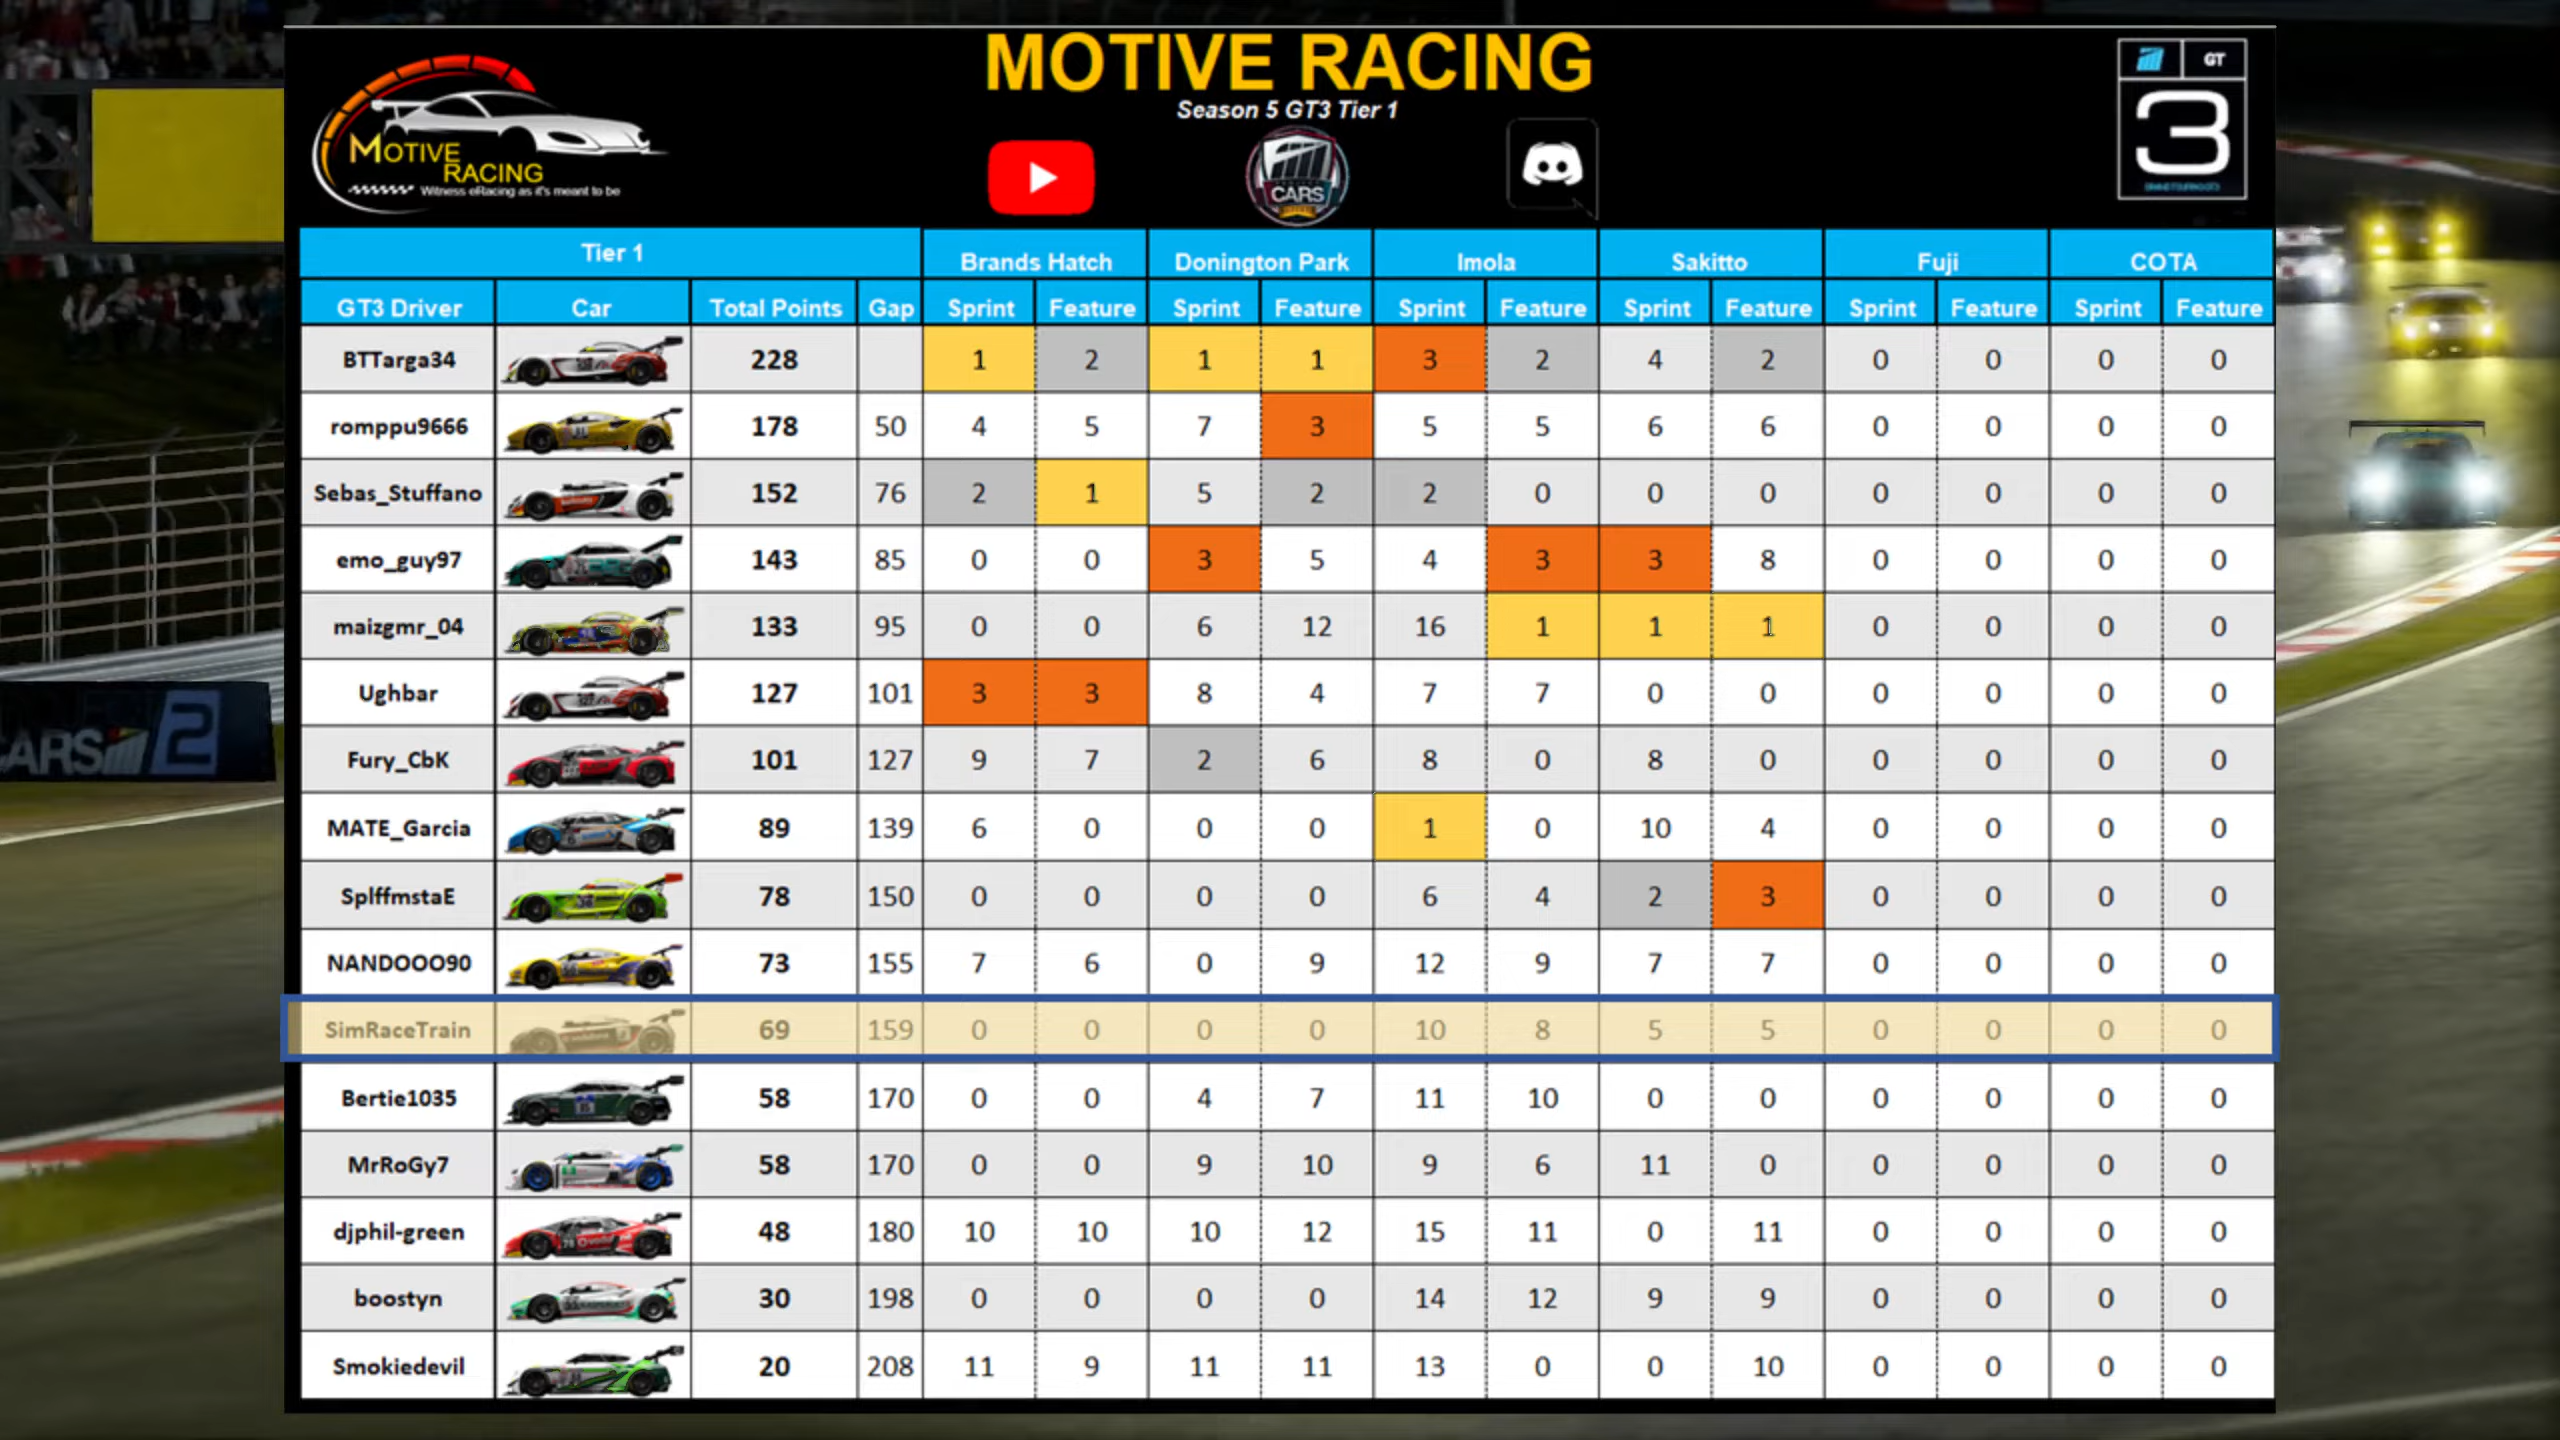 MOTIVE RACING
Season 5 GT3 Tier 1
MOTIVE
RACING
Witness eRacing as it's meant to be
CARS
GT
3
Tier 1 Brands Hatch Donington Park Imola Sakitto Fuji COTA
GT3 Driver Car Total Points Gap Sprint Feature Sprint Feature Sprint Feature Sprint Feature Sprint Feature Sprint Feature
BTTarga34 228 1 2 1 1 3 2 4 2 0 0 0 0
romppu9666 178 50 4 5 7 3 5 5 6 6 0 0 0 0
Sebas_Stuffano 152 76 2 1 5 2 2 0 0 0 0 0 0 0
emo_guy97 143 85 0 0 3 5 4 3 3 8 0 0 0 0
maizgmr_04 133 95 0 0 6 12 16 1 1 1 0 0 0 0
Ughbar 127 101 3 3 8 4 7 7 0 0 0 0 0 0
Fury_CbK 101 127 9 7 2 6 8 0 8 0 0 0 0 0
MATE_Garcia 89 139 6 0 0 0 1 0 10 4 0 0 0 0
SplffmstaE 78 150 0 0 0 0 6 4 2 3 0 0 0 0
NANDOOO90 73 155 7 6 0 9 12 9 7 7 0 0 0 0
SimRaceTrain 69 159 0 0 0 0 10 8 5 5 0 0 0 0
Bertie1035 58 170 0 0 4 7 11 10 0 0 0 0 0 0
MrRoGy7 58 170 0 0 9 10 9 6 11 0 0 0 0 0
djphil-green 48 180 10 10 10 12 15 11 0 11 0 0 0 0
boostyn 30 198 0 0 0 0 14 12 9 9 0 0 0 0
Smokiedevil 20 208 11 9 11 11 13 0 0 10 0 0 0 0
CARS 2